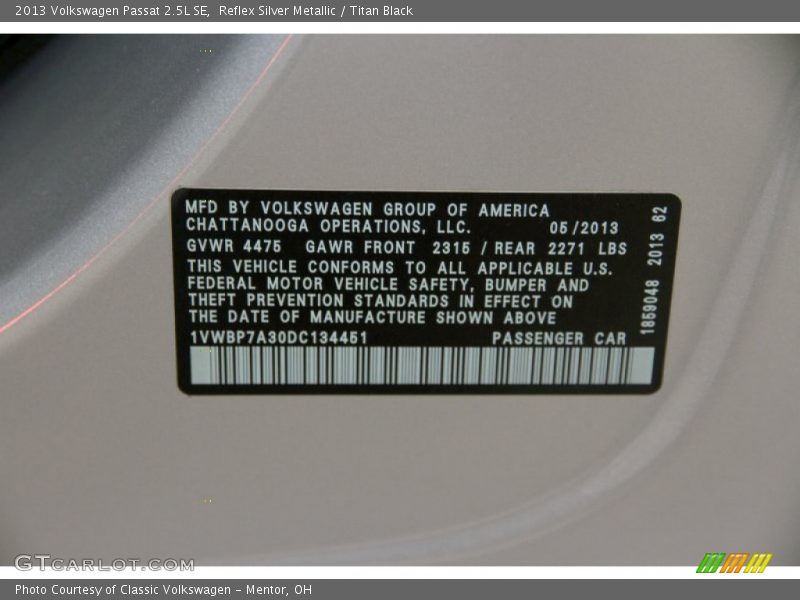 2013 Volkswagen Passat 2.5L SE, Reflex Silver Metallic / Titan Black
MFD BY VOLKSWAGEN GROUP OF AMERICA
CHATTANOOGA OPERATIONS, LLC. 05/2013
GVWR 4475 GAWR FRONT 2315 / REAR 2271 LBS
THIS VEHICLE CONFORMS TO ALL APPLICABLE U.S.
FEDERAL MOTOR VEHICLE SAFETY, BUMPER AND
THEFT PREVENTION STANDARDS IN EFFECT ON
THE DATE OF MANUFACTURE SHOWN ABOVE
1VWBP7A30DC134451 PASSENGER CAR
1859048 2013 62
GTCARLOT.COM
Photo Courtesy of Classic Volkswagen - Mentor, OH